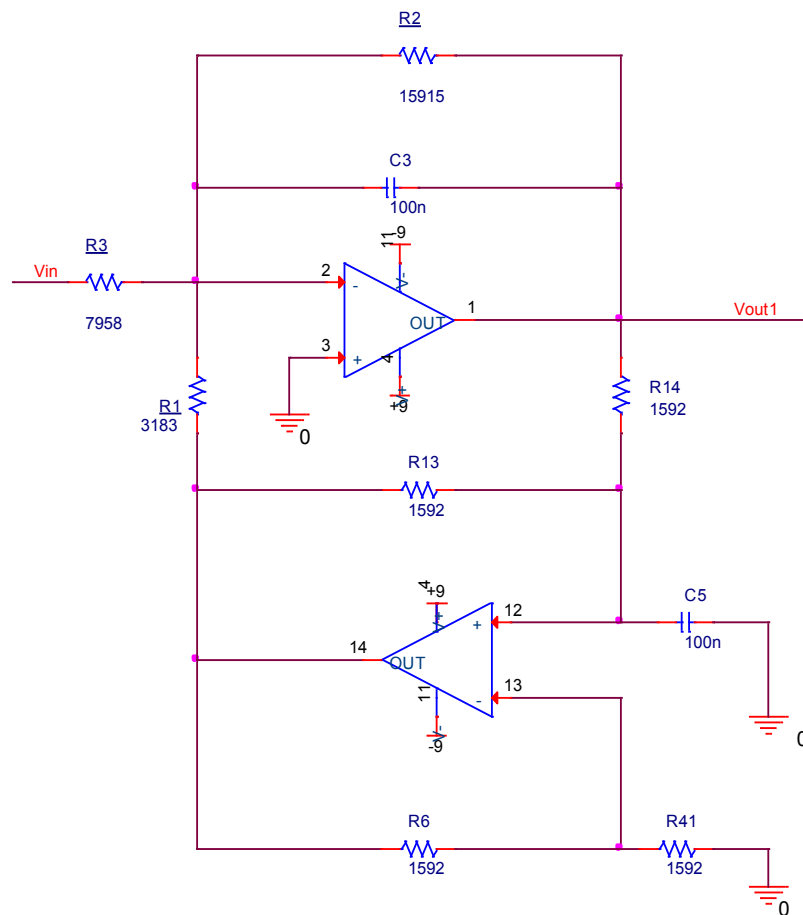 R2
15915
C3
100n
-9
11
V-
R3
Vin
7958
2
-
1
OUT
Vout1
3
+
4
V+
+9
0
R1
3183
R14
1592
R13
1592
+9
4
V+
C5
12
+
100n
14
OUT
13
-
11
V-
-9
0
R6
1592
R41
1592
0